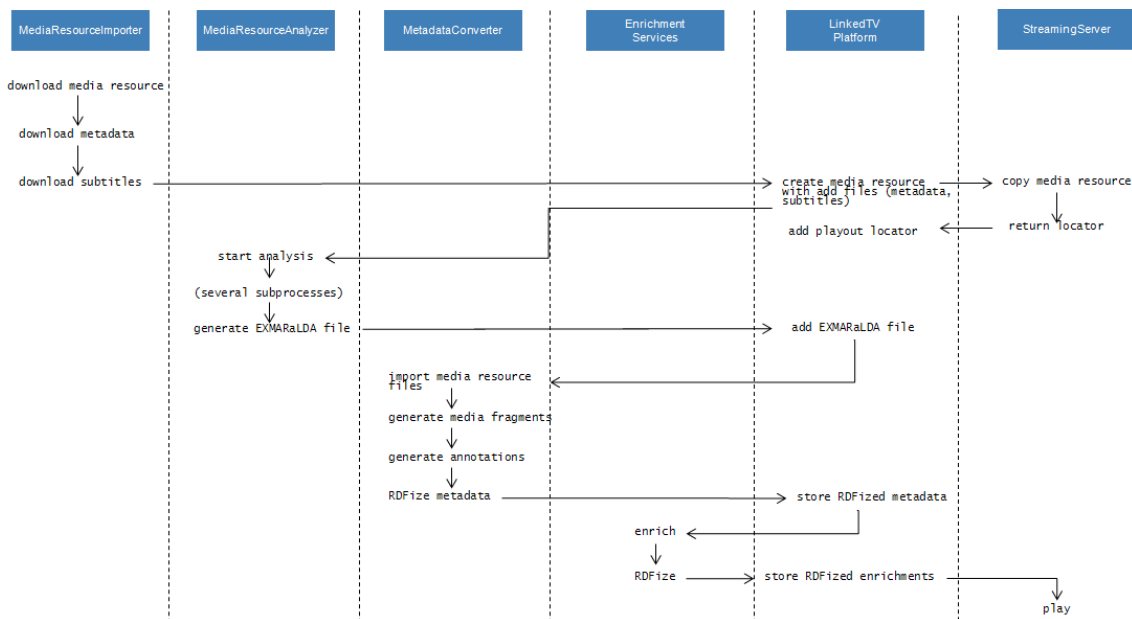 MediaResourceImporter
MediaResourceAnalyzer
MetadataConverter
Enrichment
Services
LinkedTV
Platform
StreamingServer
download media resource
download metadata
download subtitles
create media resource
with add files (metadata,
subtitles)
copy media resource
return locator
add playout locator
start analysis
(several subprocesses)
generate EXMARaLDA file
add EXMARaLDA file
import media resource
files
generate media fragments
generate annotations
RDFize metadata
store RDFized metadata
enrich
RDFize
store RDFized enrichments
play